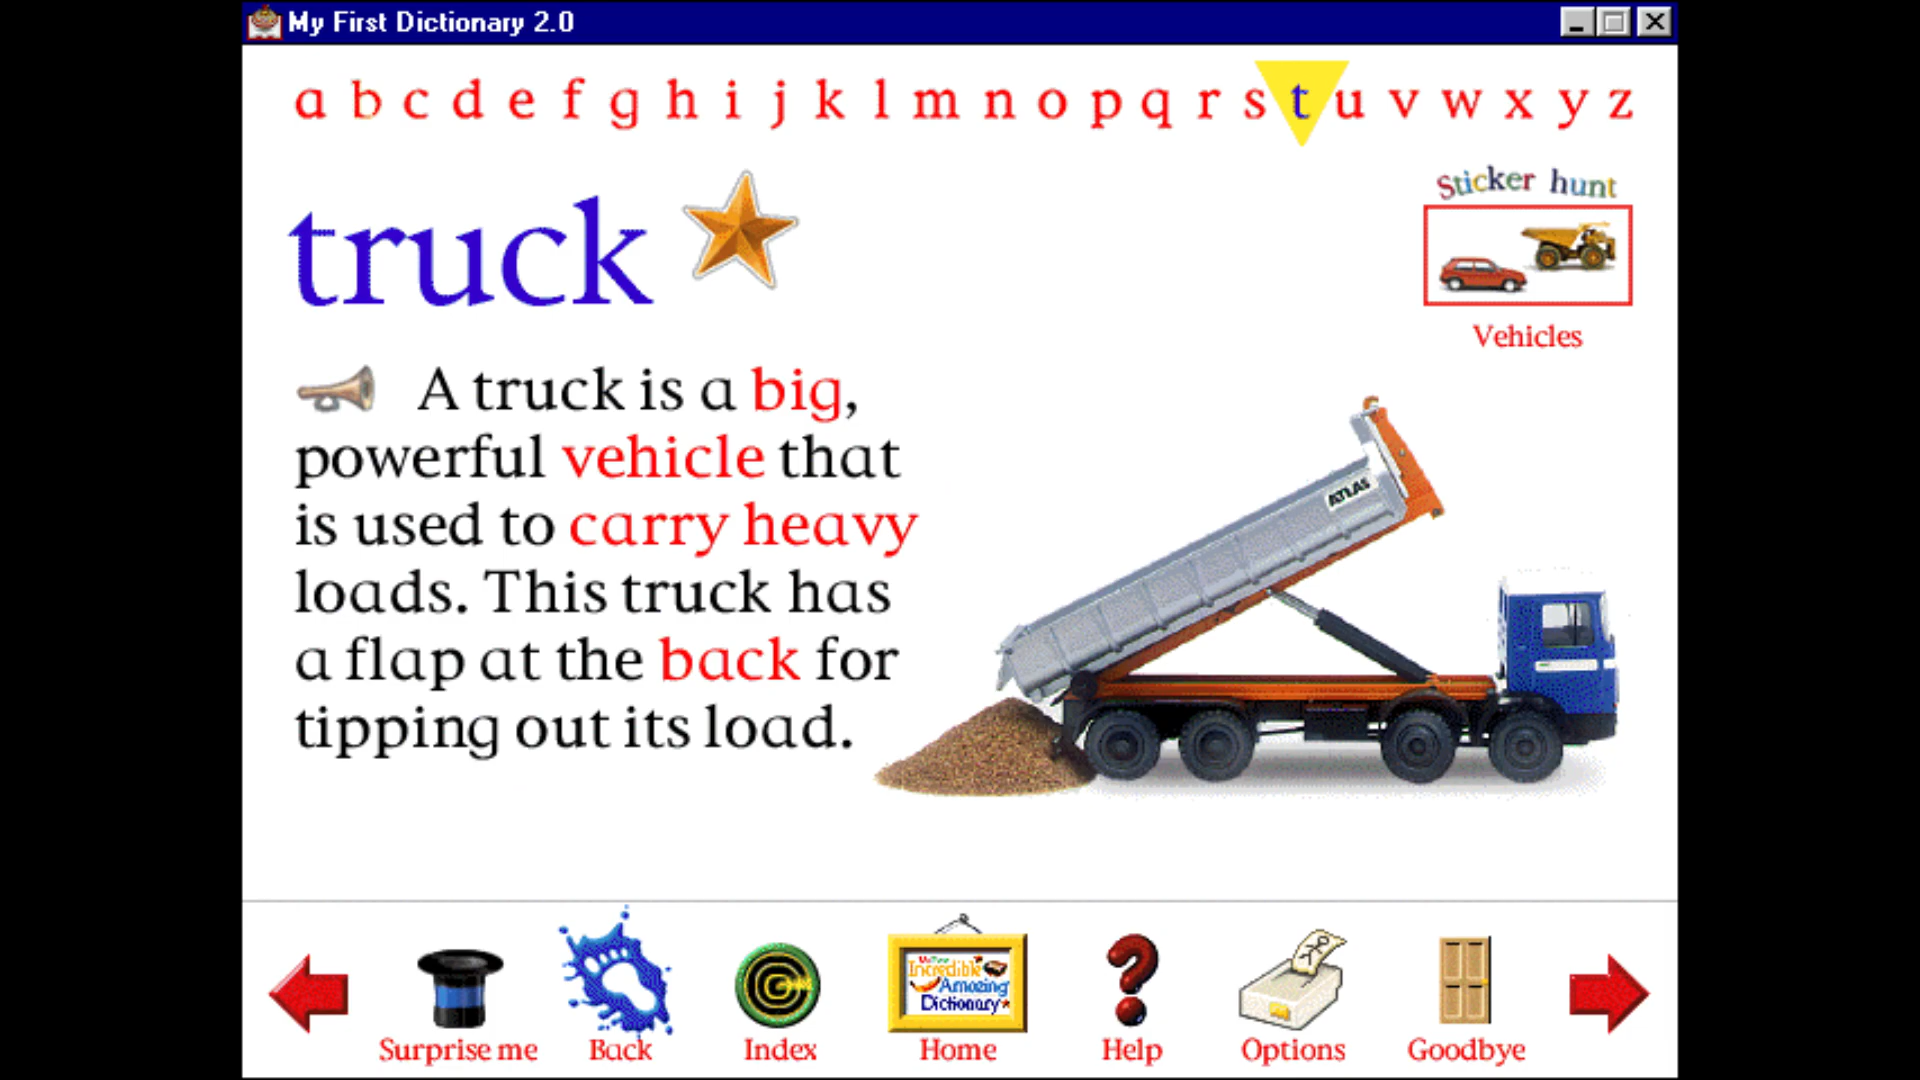 My First Dictionary 2.0
a b c d e f g h i j k l m n o p q r s t u v w x y z
Sticker hunt
truck
Vehicles
A truck is a big,
powerful vehicle that
is used to carry heavy
loads. This truck has
a flap at the back for
tipping out its load.
ATLAS
My First
Incredible
Amazing
Dictionary
Surprise me Back Index Home Help Options Goodbye